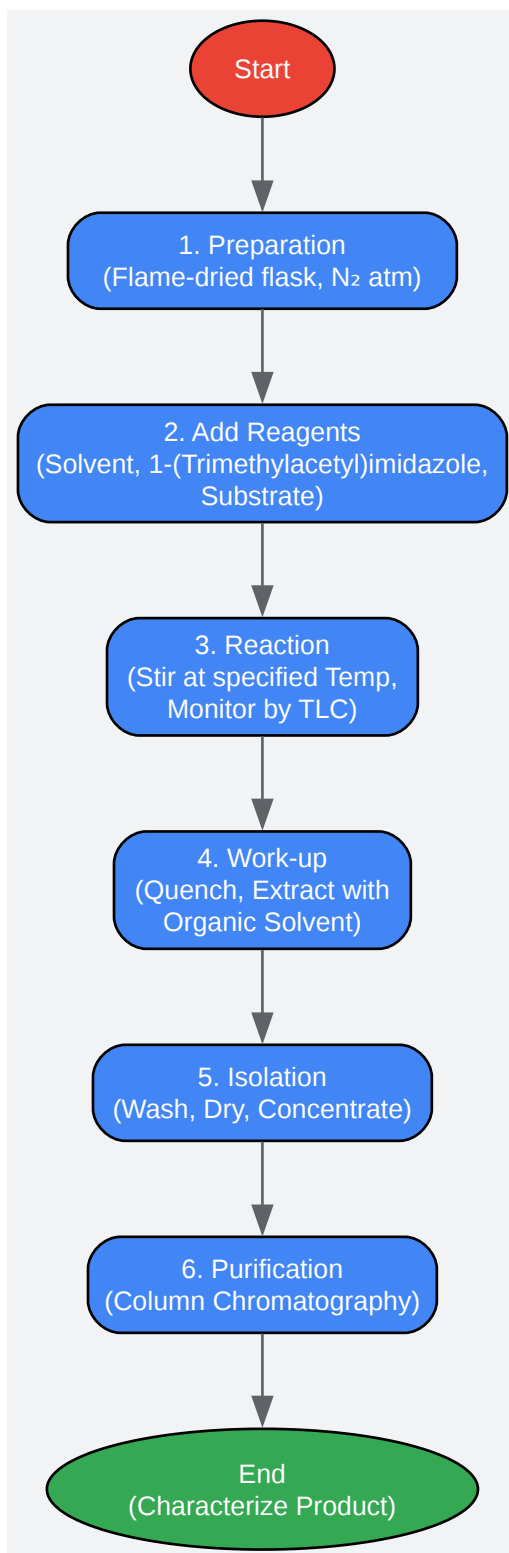 Start
1. Preparation
(Flame-dried flask, N₂ atm)
2. Add Reagents
(Solvent, 1-(Trimethylacetyl)imidazole,
Substrate)
3. Reaction
(Stir at specified Temp,
Monitor by TLC)
4. Work-up
(Quench, Extract with
Organic Solvent)
5. Isolation
(Wash, Dry, Concentrate)
6. Purification
(Column Chromatography)
End
(Characterize Product)